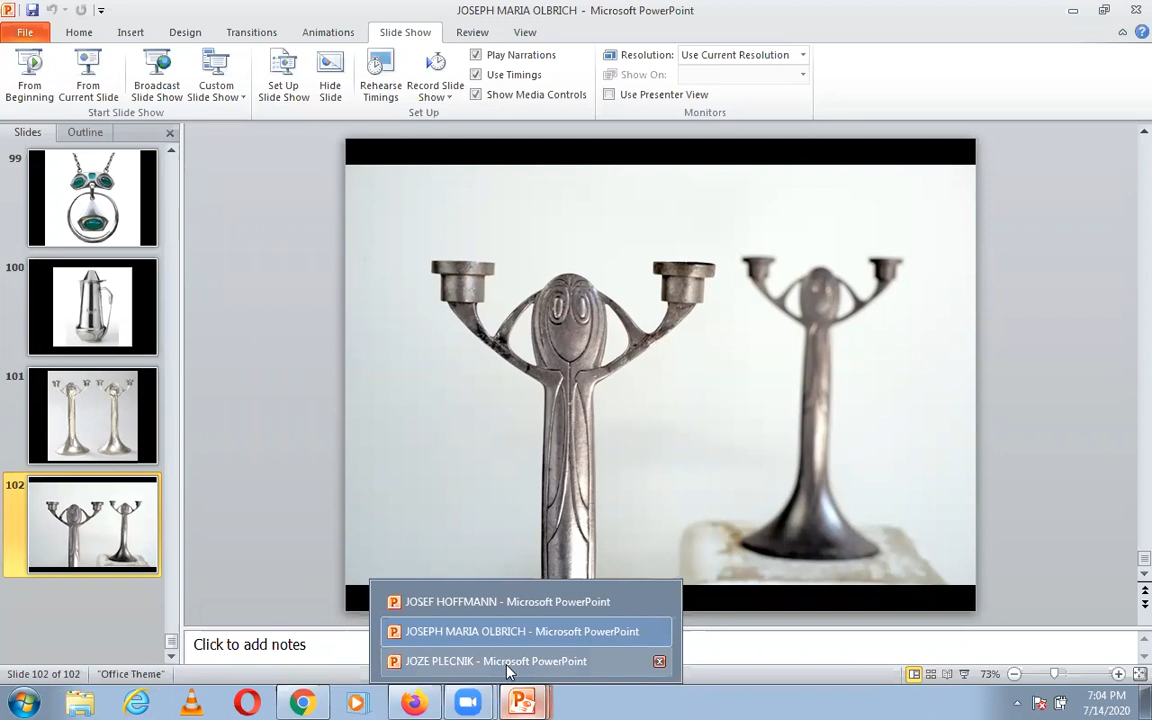 JOSEPH MARIA OLBRICH - Microsoft PowerPoint
File Home Insert Design Transitions Animations Slide Show Review View
From Beginning
From Current Slide
Broadcast Slide Show
Custom Slide Show
Set Up Slide Show
Hide Slide
Rehearse Timings
Record Slide Show
Play Narrations
Use Timings
Show Media Controls
Resolution: Use Current Resolution
Show On:
Use Presenter View
Start Slide Show
Set Up
Monitors
Slides Outline
99
100
101
102
Click to add notes
JOSEF HOFFMANN - Microsoft PowerPoint
JOSEPH MARIA OLBRICH - Microsoft PowerPoint
JOZE PLECNIK - Microsoft PowerPoint
Slide 102 of 102 "Office Theme" 73%
7:04 PM
7/14/2020